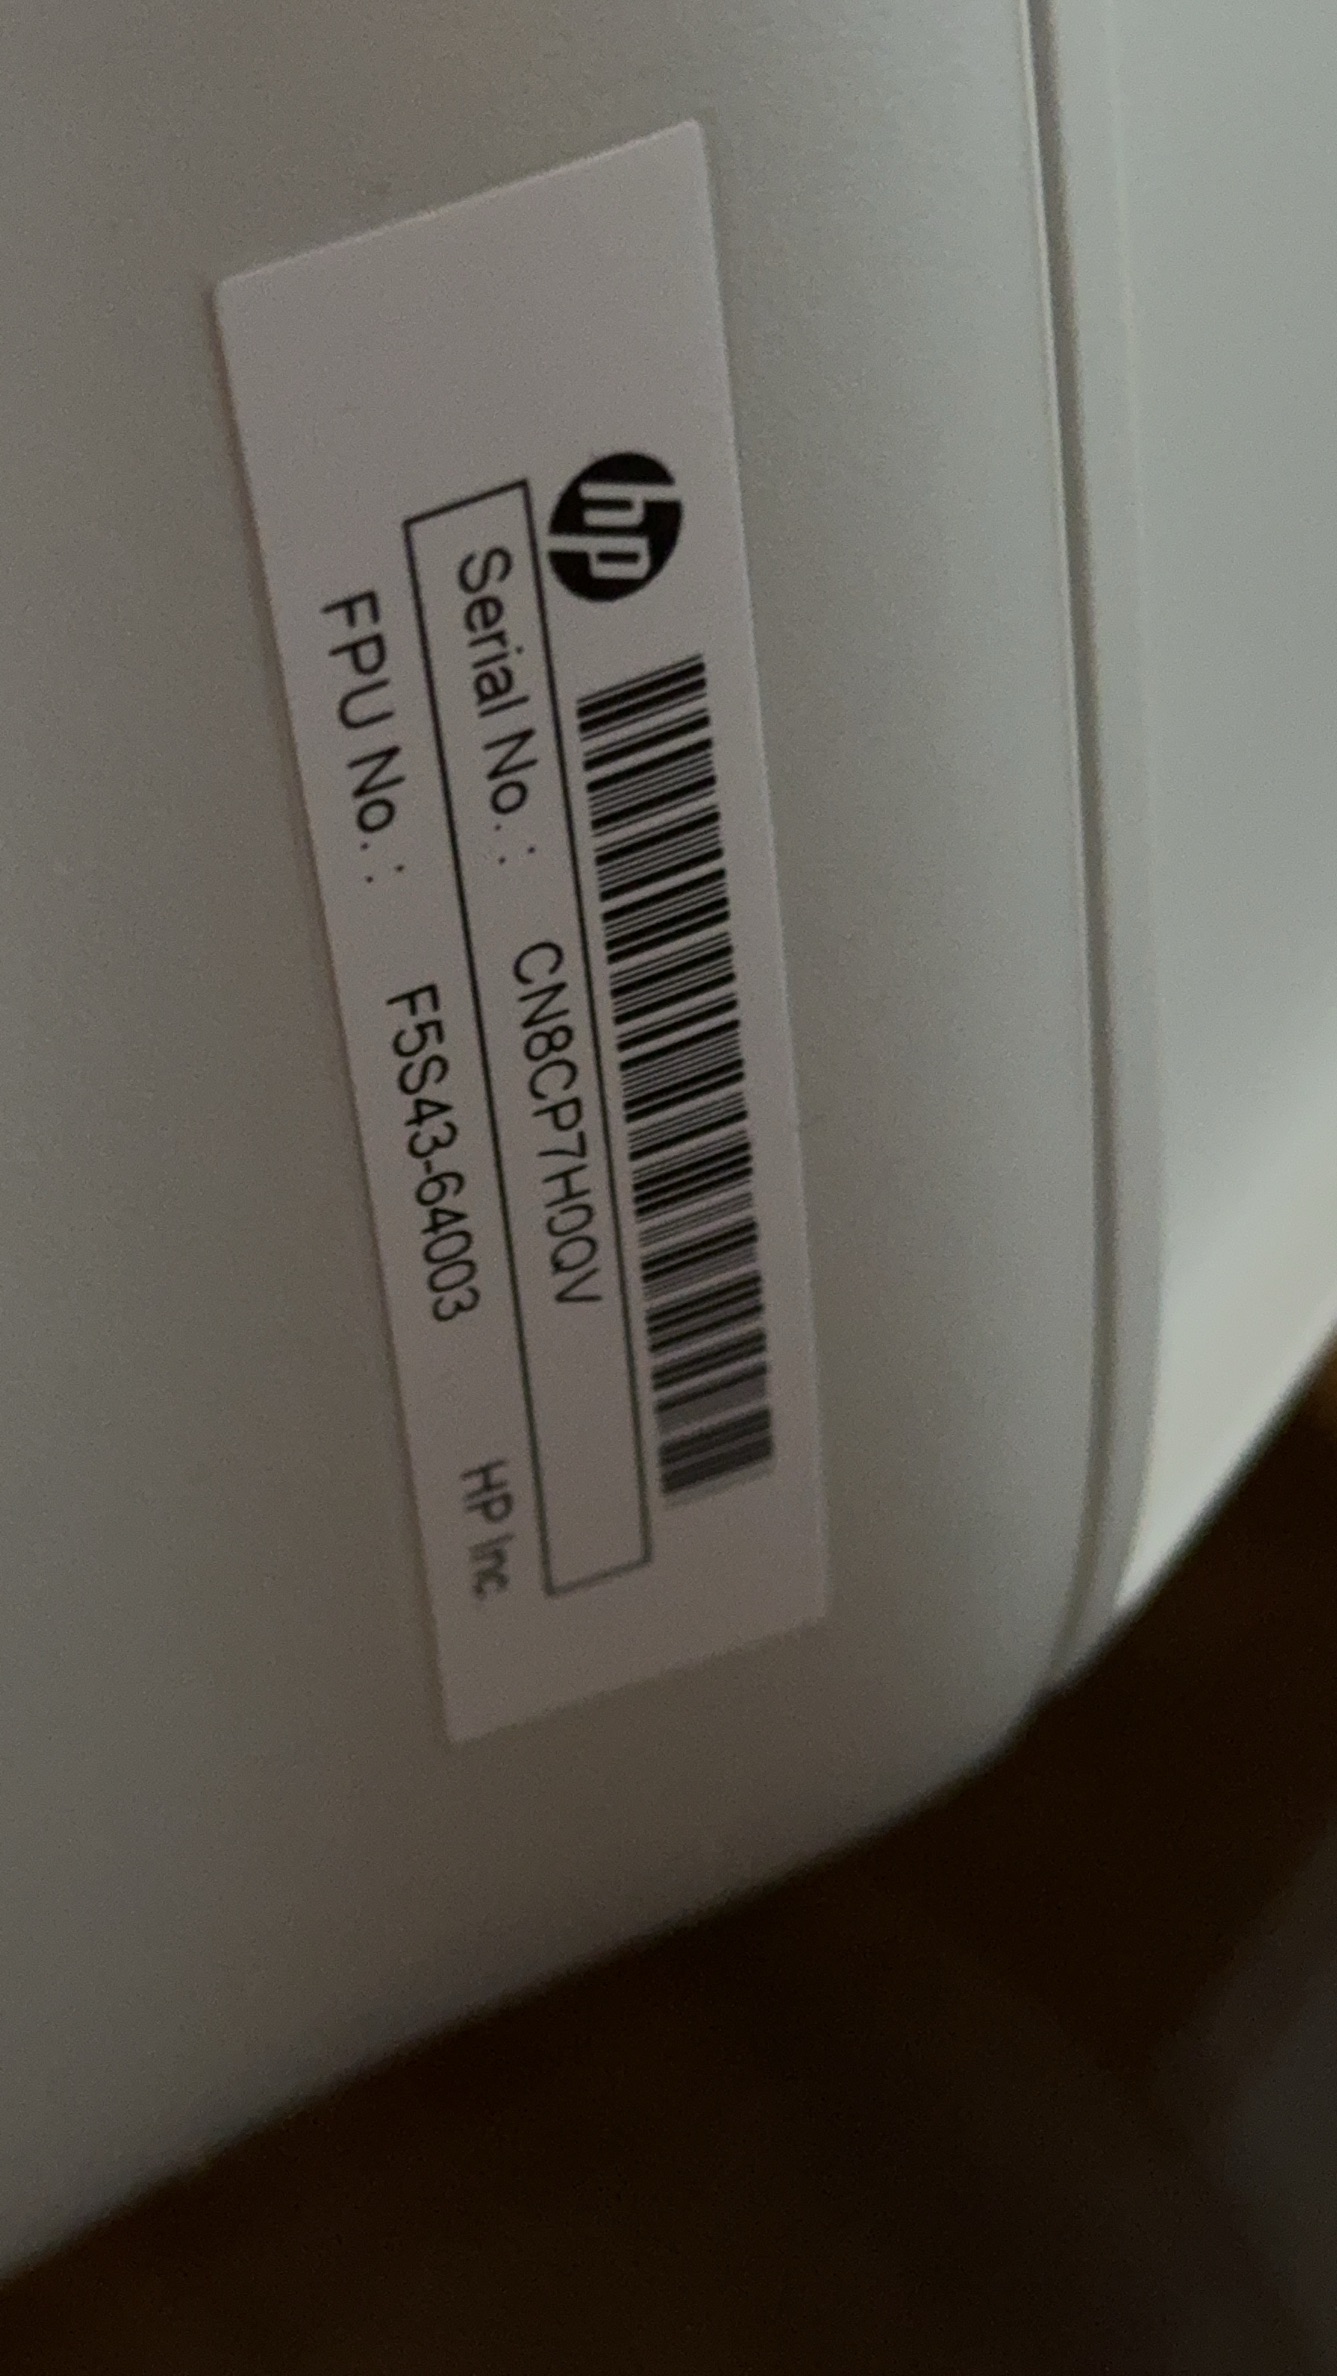 hp
Serial No. : CN8CP7H0QV
FPU No. : F5S43-64003 HP Inc